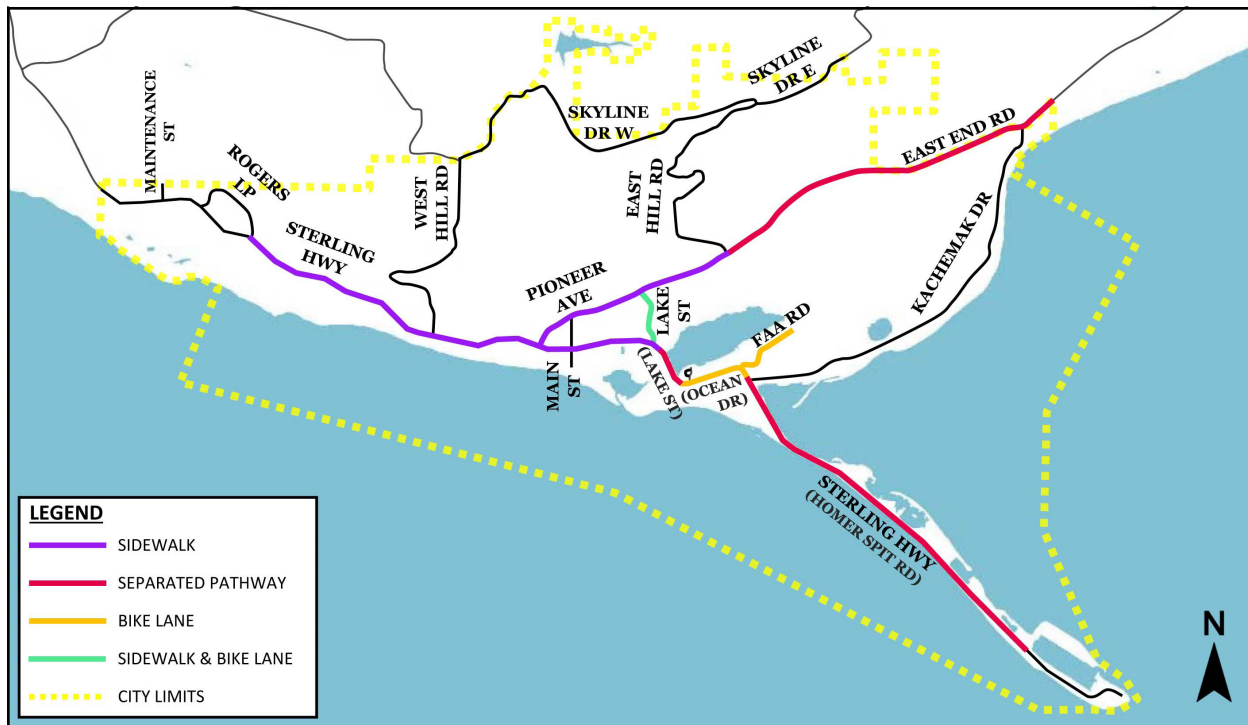 MAINTENANCE
ST
ROGERS
LP
STERLING
HWY
WEST
HILL RD
SKYLINE
DR W
SKYLINE
DR E
EAST
HILL RD
EAST END RD
KACHEMAK DR
PIONEER
AVE
MAIN
ST
LAKE
ST
(LAKE ST)
FAA RD
(OCEAN
DR)
STERLING HWY
(HOMER SPIT RD)
LEGEND
SIDEWALK
SEPARATED PATHWAY
BIKE LANE
SIDEWALK & BIKE LANE
CITY LIMITS
N